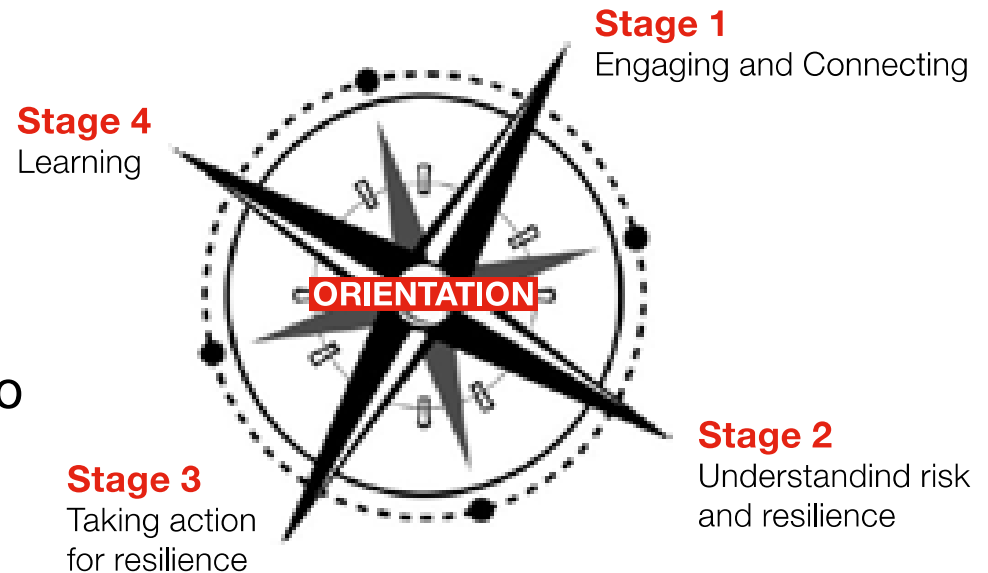 Stage 1
Engaging and Connecting
Stage 4
Learning
ORIENTATION
o
Stage 2
Understandind risk
and resilience
Stage 3
Taking action
for resilience